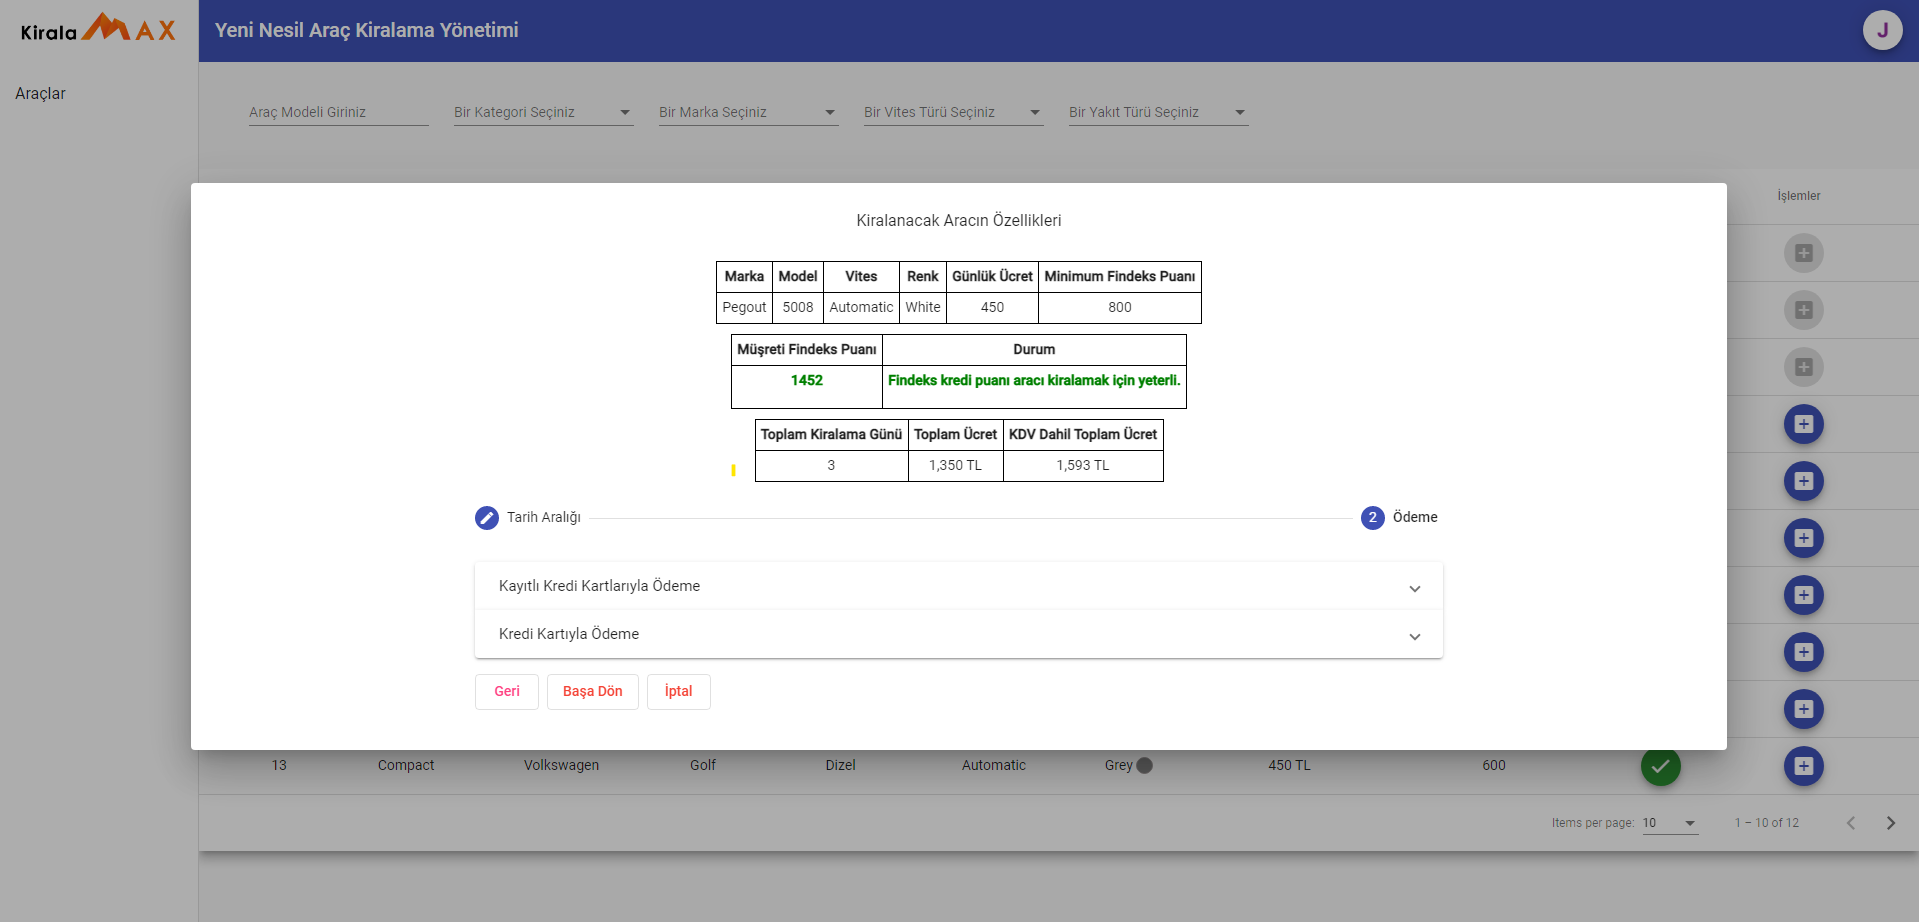 Kirala MAX
Yeni Nesil Araç Kiralama Yönetimi
J
Araçlar
Araç Modeli Giriniz
Bir Kategori Seçiniz
Bir Marka Seçiniz
Bir Vites Türü Seçiniz
Bir Yakıt Türü Seçiniz
İşlemler
Kiralanacak Aracın Özellikleri
Marka Model Vites Renk Günlük Ücret Minimum Findeks Puanı
Pegout 5008 Automatic White 450 800
Müşreti Findeks Puanı Durum
1452 Findeks kredi puanı aracı kiralamak için yeterli.
Toplam Kiralama Günü Toplam Ücret KDV Dahil Toplam Ücret
3 1,350 TL 1,593 TL
Tarih Aralığı
2 Ödeme
Kayıtlı Kredi Kartlarıyla Ödeme
Kredi Kartıyla Ödeme
Geri
Başa Dön
İptal
13 Compact Volkswagen Golf Dizel Automatic Grey 450 TL 600
Items per page: 10 1 – 10 of 12